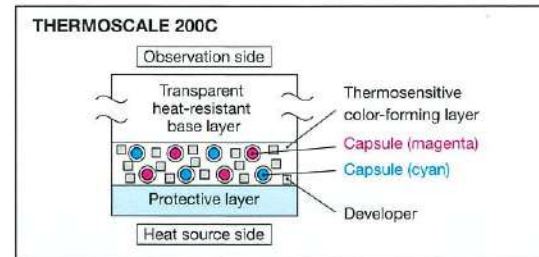 THERMOSCALE 200C
Observation side
Transparent
heat-resistant
base layer
Thermosensitive
color-forming layer
Capsule (magenta)
Capsule (cyan)
Protective layer
Developer
Heat source side